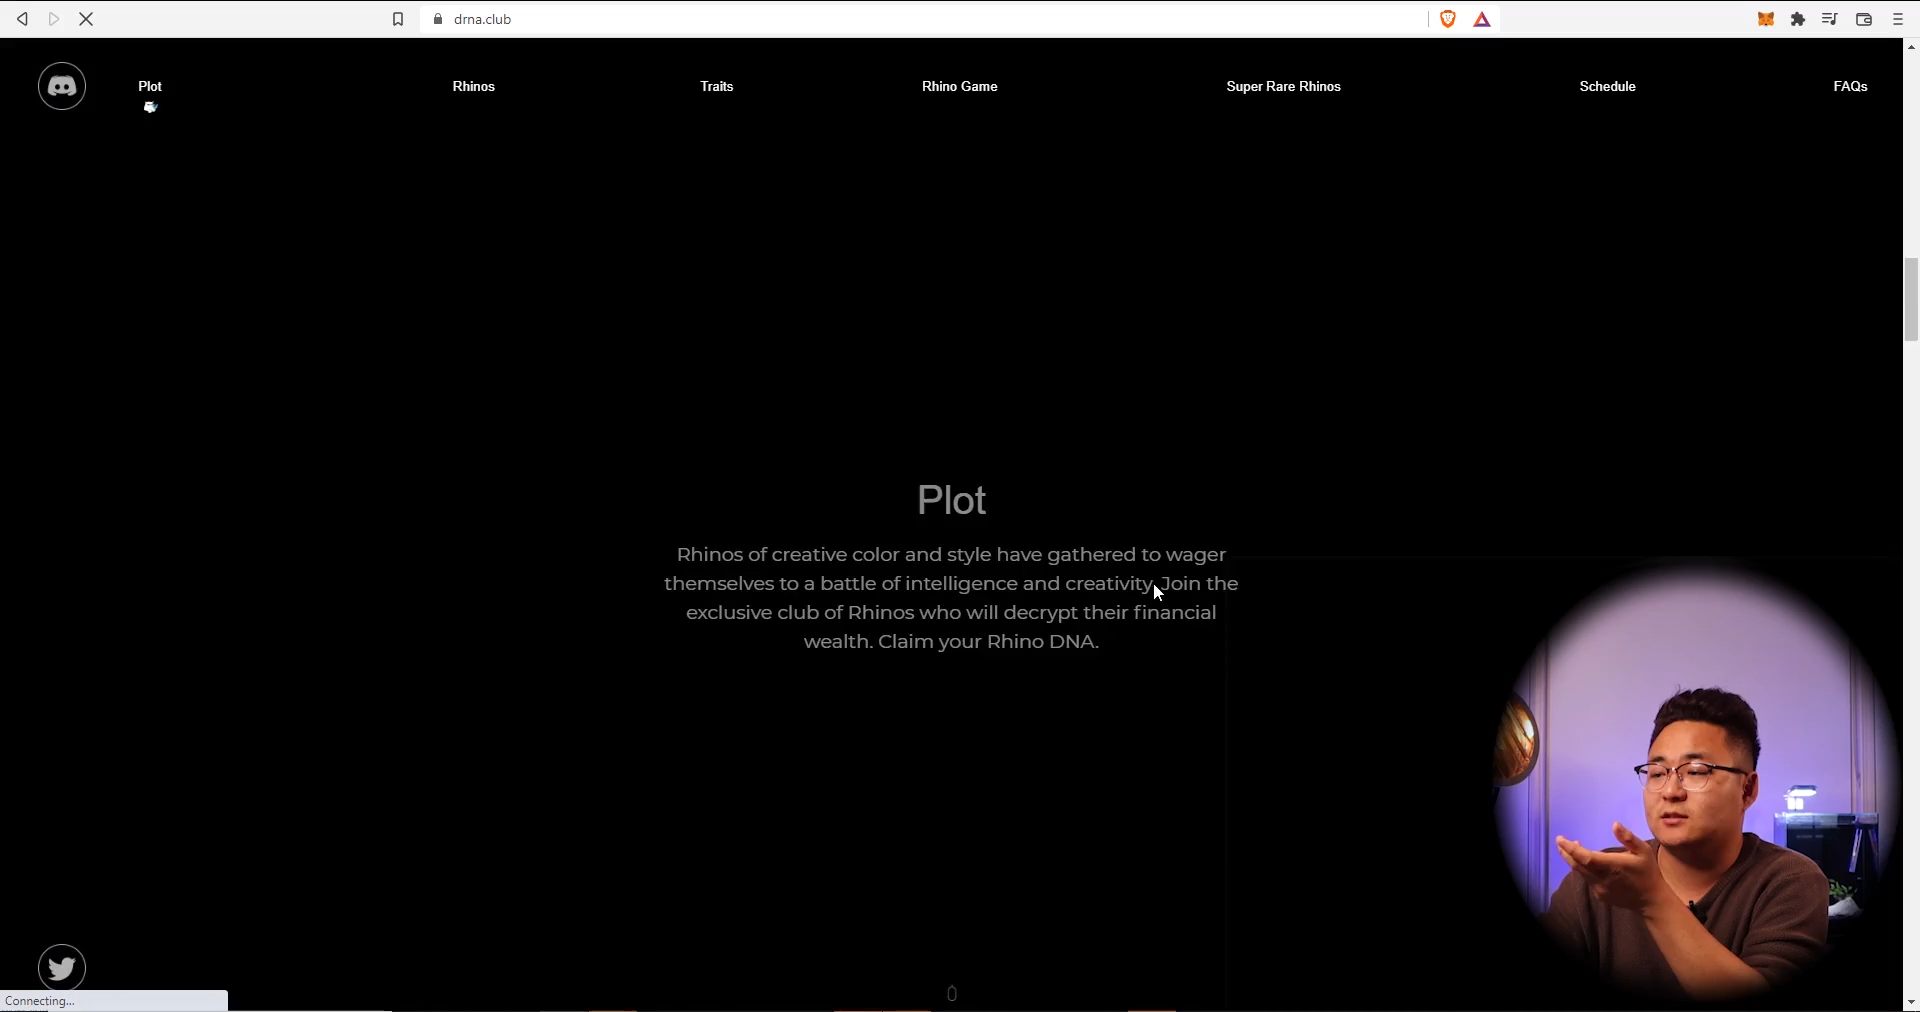 drna.club
Plot
Rhinos
Traits
Rhino Game
Super Rare Rhinos
Schedule
FAQs
Plot
Rhinos of creative color and style have gathered to wager
themselves to a battle of intelligence and creativity. Join the
exclusive club of Rhinos who will decrypt their financial
wealth. Claim your Rhino DNA.
Connecting...